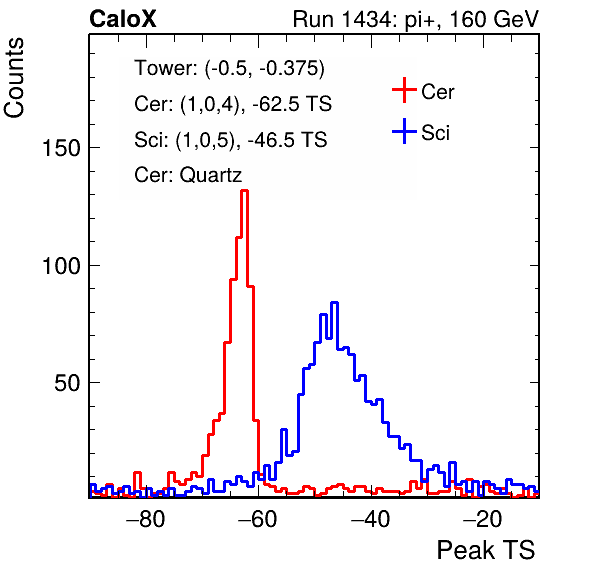 CaloX Run 1434: pi+, 160 GeV
Counts
Tower: (-0.5, -0.375)
Cer: (1,0,4), -62.5 TS
Sci: (1,0,5), -46.5 TS
Cer: Quartz
Cer
Sci
150
100
50
−80 −60 −40 −20
Peak TS